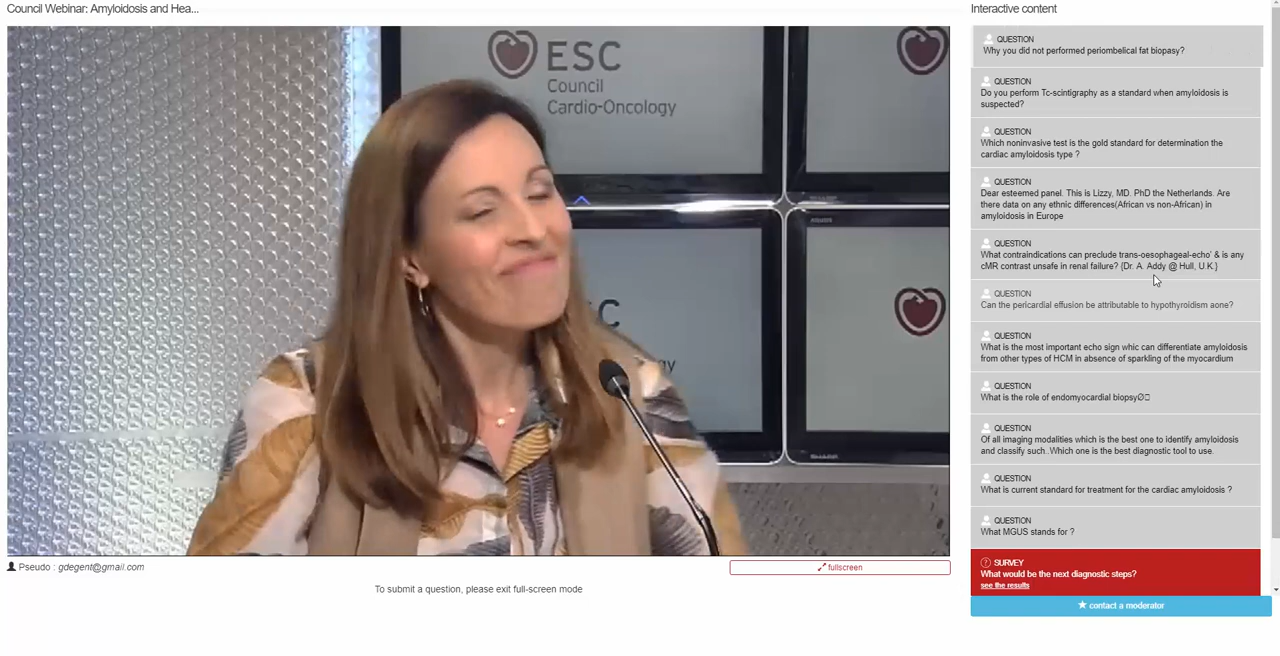 Council Webinar: Amyloidosis and Hea...
ESC
Council
Cardio-Oncology
ESC
Pseudo : gdegent@gmail.com
fullscreen
To submit a question, please exit full-screen mode
Interactive content
QUESTION
Why you did not performed periombelical fat biopasy?
QUESTION
Do you perform Tc-scintigraphy as a standard when amyloidosis is
suspected?
QUESTION
Which noninvasive test is the gold standard for determination the
cardiac amyloidosis type ?
QUESTION
Dear esteemed panel. This is Lizzy, MD. PhD the Netherlands. Are
there data on any ethnic differences(African vs non-African) in
amyloidosis in Europe
QUESTION
What contraindications can preclude trans-oesophageal-echo' & is any
cMR contrast unsafe in renal failure? {Dr. A. Addy @ Hull, U.K.}
QUESTION
Can the pericardial effusion be attributable to hypothyroidism aone?
QUESTION
What is the most important echo sign whic can differentiate amyloidosis
from other types of HCM in absence of sparkling of the myocardium
QUESTION
What is the role of endomyocardial biopsy
QUESTION
Of all imaging modalities which is the best one to identify amyloidosis
and classify such..Which one is the best diagnostic tool to use.
QUESTION
What is current standard for treatment for the cardiac amyloidosis ?
QUESTION
What MGUS stands for ?
SURVEY
What would be the next diagnostic steps?
see the results
contact a moderator